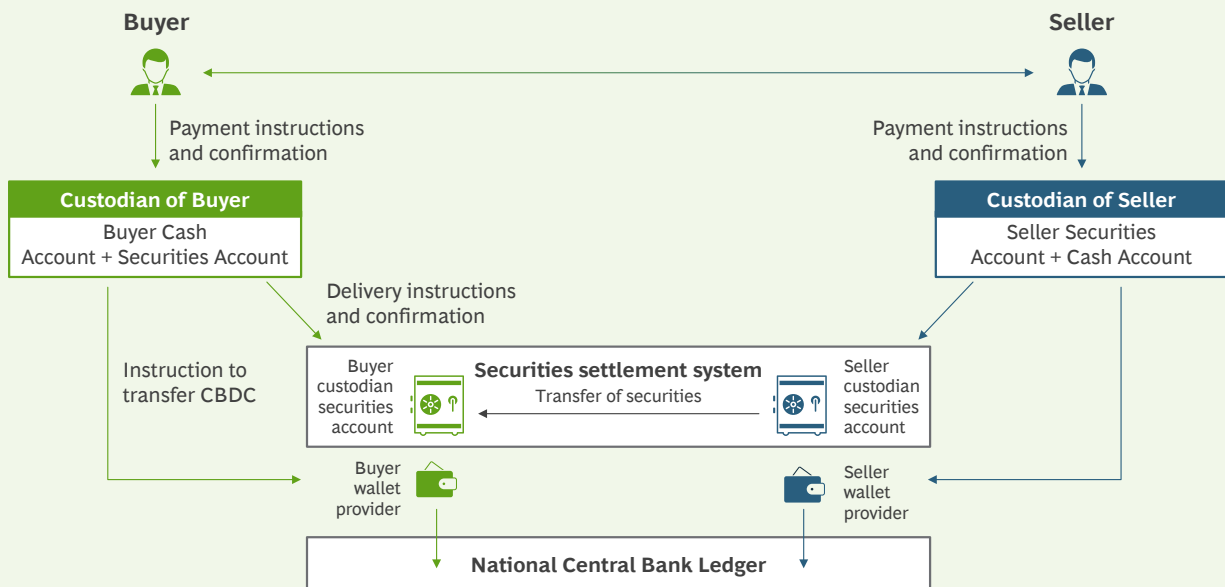 Buyer
Seller
Payment instructions
and confirmation
Payment instructions
and confirmation
Custodian of Buyer
Buyer Cash
Account + Securities Account
Custodian of Seller
Seller Securities
Account + Cash Account
Delivery instructions
and confirmation
Instruction to
transfer CBDC
Buyer
custodian
securities
account
Securities settlement system
Transfer of securities
Seller
custodian
securities
account
Buyer
wallet
provider
Seller
wallet
provider
National Central Bank Ledger